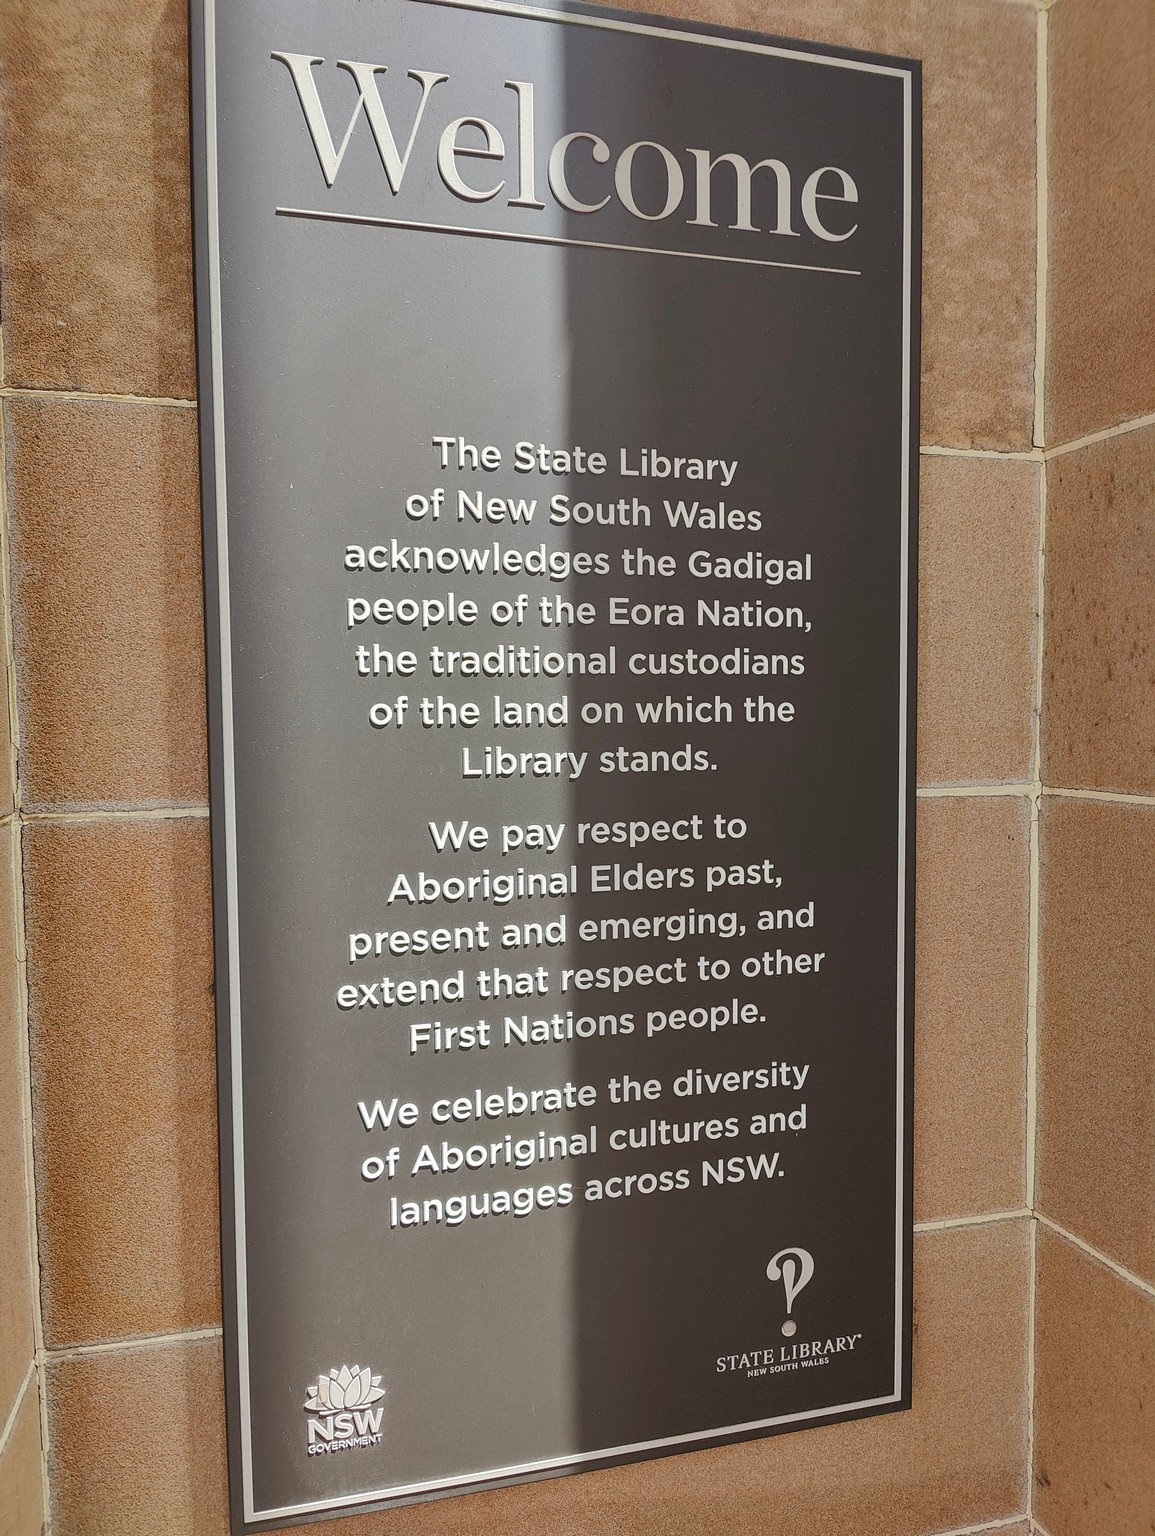 Welcome
The State Library
of New South Wales
acknowledges the Gadigal
people of the Eora Nation,
the traditional custodians
of the land on which the
Library stands.
We pay respect to
Aboriginal Elders past,
present and emerging, and
extend that respect to other
First Nations people.
We celebrate the diversity
of Aboriginal cultures and
languages across NSW.
STATE LIBRARY
NEW SOUTH WALES
NSW
GOVERNMENT